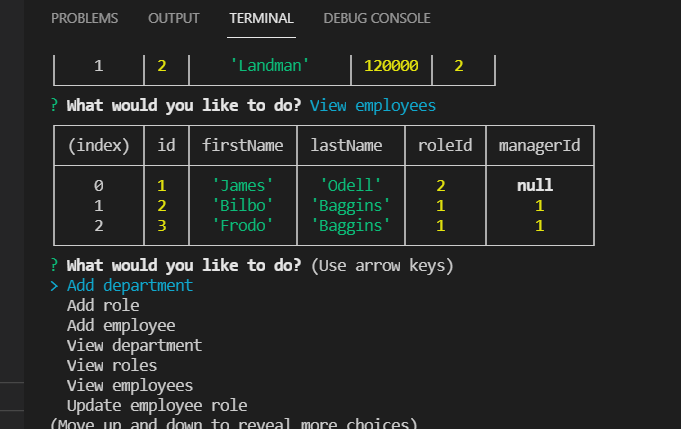 PROBLEMS OUTPUT TERMINAL DEBUG CONSOLE
1 2 'Landman' 120000 2
? What would you like to do? View employees
(index) id firstName lastName roleId managerId
0 1 'James' 'Odell' 2 null
1 2 'Bilbo' 'Baggins' 1 1
2 3 'Frodo' 'Baggins' 1 1
? What would you like to do? (Use arrow keys)
> Add department
Add role
Add employee
View department
View roles
View employees
Update employee role
(Move up and down to reveal more choices)